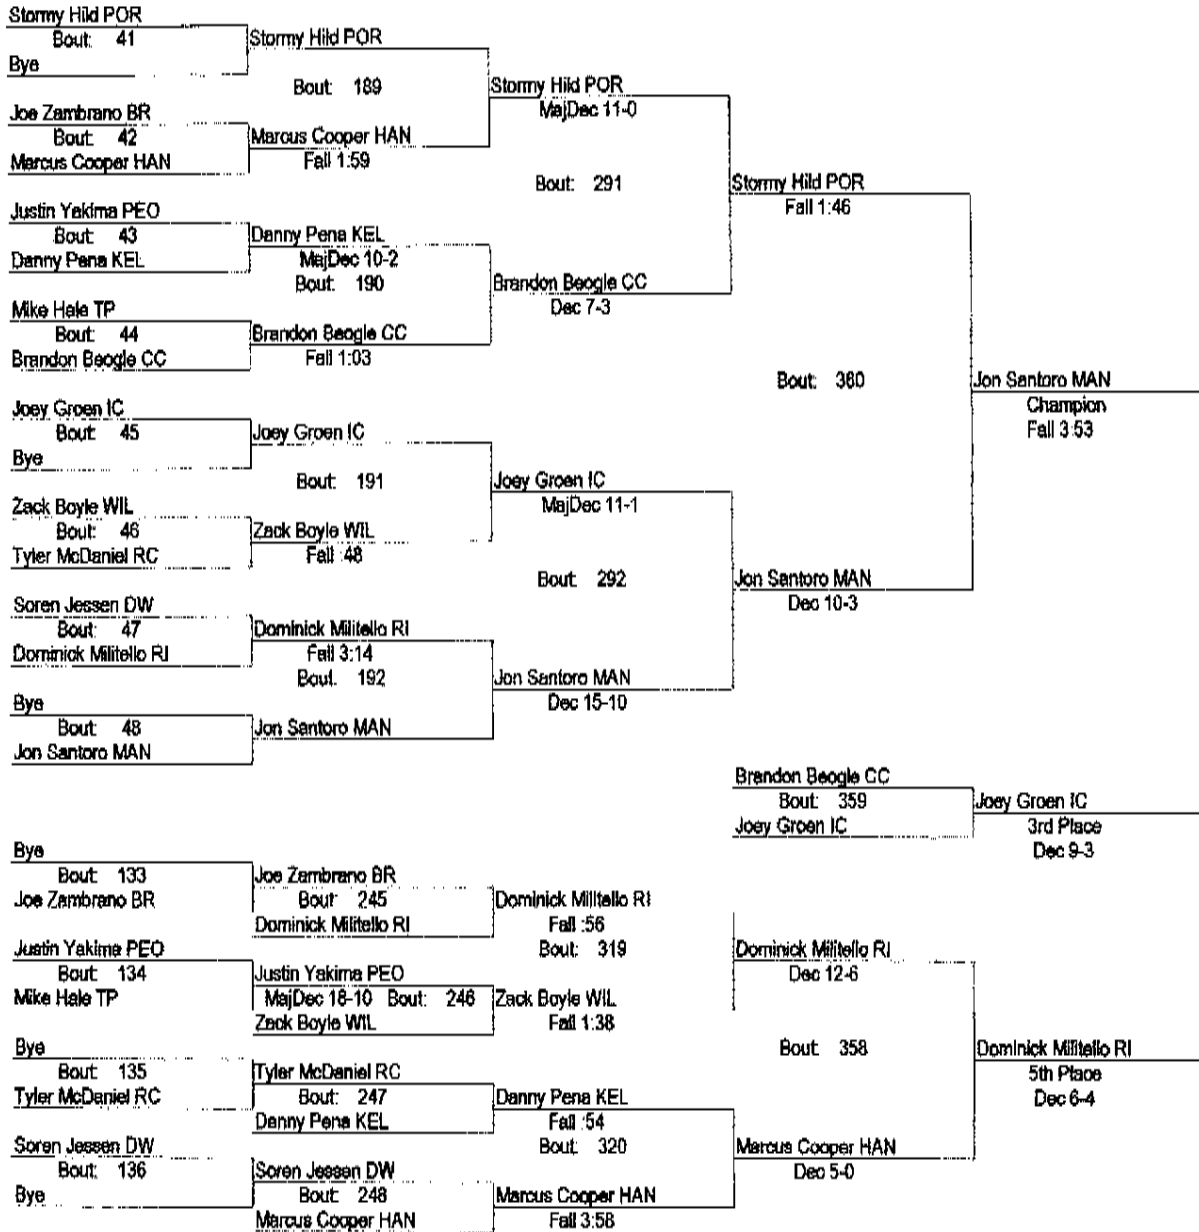 Stormy Hild POR
Bout: 41
Bye
Stormy Hild POR
Bout: 189
Joe Zambrano BR
Bout: 42
Marcus Cooper HAN
Marcus Cooper HAN
Fall 1:59
Stormy Hild POR
MajDec 11-0
Bout: 291
Justin Yakima PEO
Bout: 43
Danny Pena KEL
Danny Pena KEL
MajDec 10-2
Bout: 190
Mike Hale TP
Bout: 44
Brandon Beogle CC
Brandon Beogle CC
Fall 1:03
Brandon Beogle CC
Dec 7-3
Stormy Hild POR
Fall 1:46
Bout: 360
Jon Santoro MAN
Champion
Fall 3:53
Joey Groen IC
Bout: 45
Bye
Joey Groen IC
Bout: 191
Zack Boyle WIL
Bout: 46
Tyler McDaniel RC
Zack Boyle WIL
Fall :48
Joey Groen IC
MajDec 11-1
Bout: 292
Soren Jessen DW
Bout: 47
Dominick Militello RI
Dominick Militello RI
Fall 3:14
Bout: 192
Bye
Bout: 48
Jon Santoro MAN
Jon Santoro MAN
Jon Santoro MAN
Dec 15-10
Jon Santoro MAN
Dec 10-3
Brandon Beogle CC
Bout: 359
Joey Groen IC
Joey Groen IC
3rd Place
Dec 9-3
Bye
Bout: 133
Joe Zambrano BR
Joe Zambrano BR
Bout: 245
Dominick Militello RI
Dominick Militello RI
Fall :56
Bout: 319
Justin Yakima PEO
Bout: 134
Mike Hale TP
Justin Yakima PEO
MajDec 18-10 Bout: 246
Zack Boyle WIL
Zack Boyle WIL
Fall 1:38
Dominick Militello RI
Dec 12-6
Bout: 358
Dominick Militello RI
5th Place
Dec 6-4
Bye
Bout: 135
Tyler McDaniel RC
Tyler McDaniel RC
Bout: 247
Danny Pena KEL
Danny Pena KEL
Fall :54
Bout: 320
Soren Jessen DW
Bout: 136
Bye
Soren Jessen DW
Bout: 248
Marcus Cooper HAN
Marcus Cooper HAN
Fall 3:58
Marcus Cooper HAN
Dec 5-0